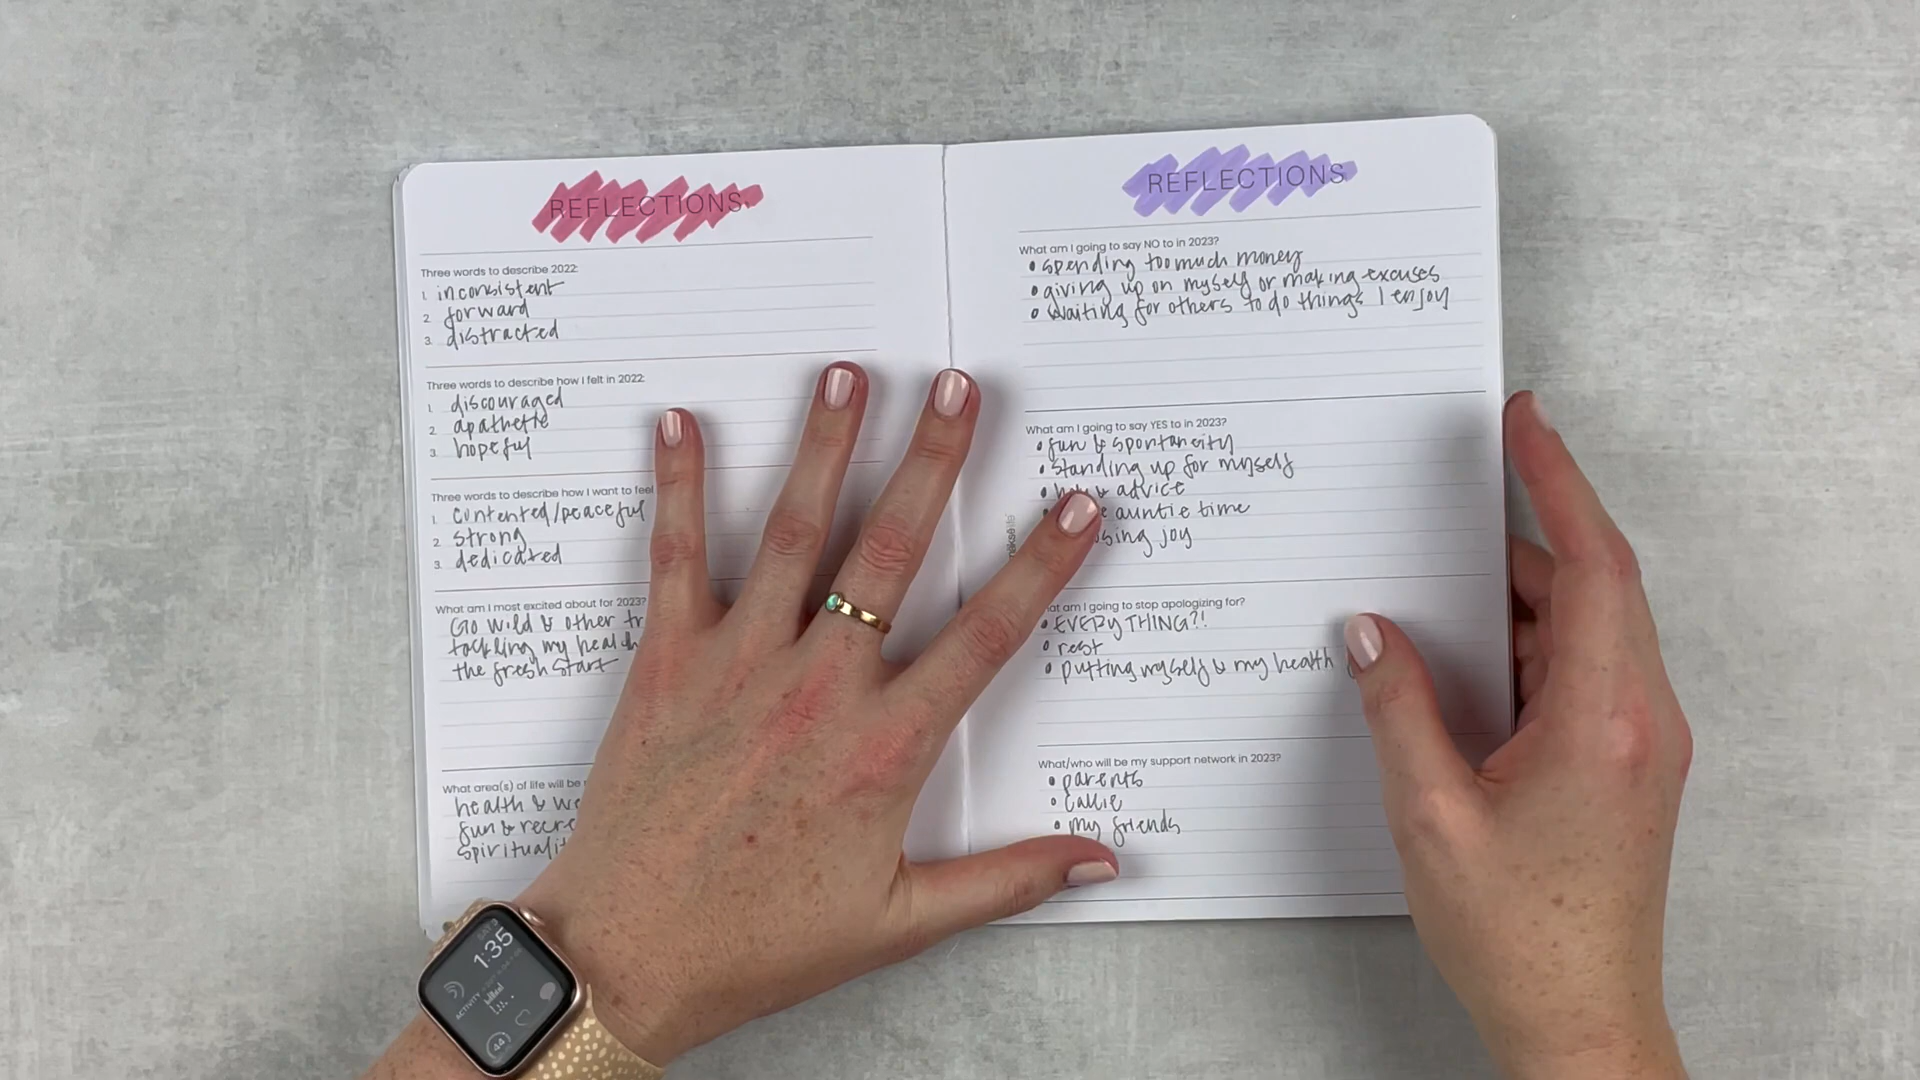 REFLECTIONS
Three words to describe 2022:
1. inconsistent
2. forward
3. distracted
Three words to describe how I felt in 2022:
1. discouraged
2. apathetic
3. hopeful
Three words to describe how I want to feel
1. contented/peaceful
2. strong
3. dedicated
What am I most excited about for 2023?
Go wild & other
tackling my health
the fresh start
What area(s) of life will be
health &
fun &
REFLECTIONS
What am I going to say NO to in 2023?
• spending too much money
• giving up on myself or making excuses
• waiting for others to do things I enjoy
What am I going to say YES to in 2023?
• fun & spontaneity
• standing up for myself
• & advice
auntie time
joy
am I going to stop apologizing for?
• EVERYTHING?!
• rest
• putting myself & my health
What/who will be my support network in 2023?
• parents
• callie
• my friends
1:35
ACTIVITY
44